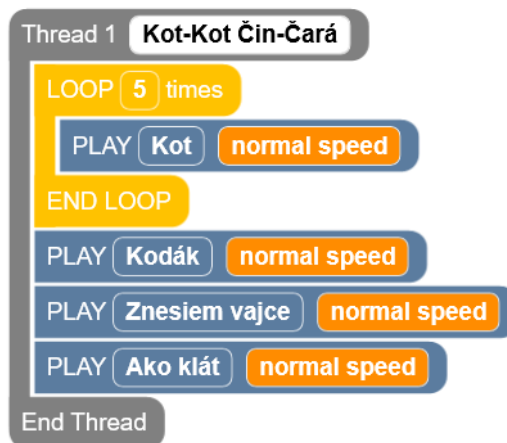 Thread 1 Kot-Kot Čin-Čará
LOOP 5 times
PLAY Kot normal speed
END LOOP
PLAY Kodák normal speed
PLAY Znesiem vajce normal speed
PLAY Ako klát normal speed
End Thread